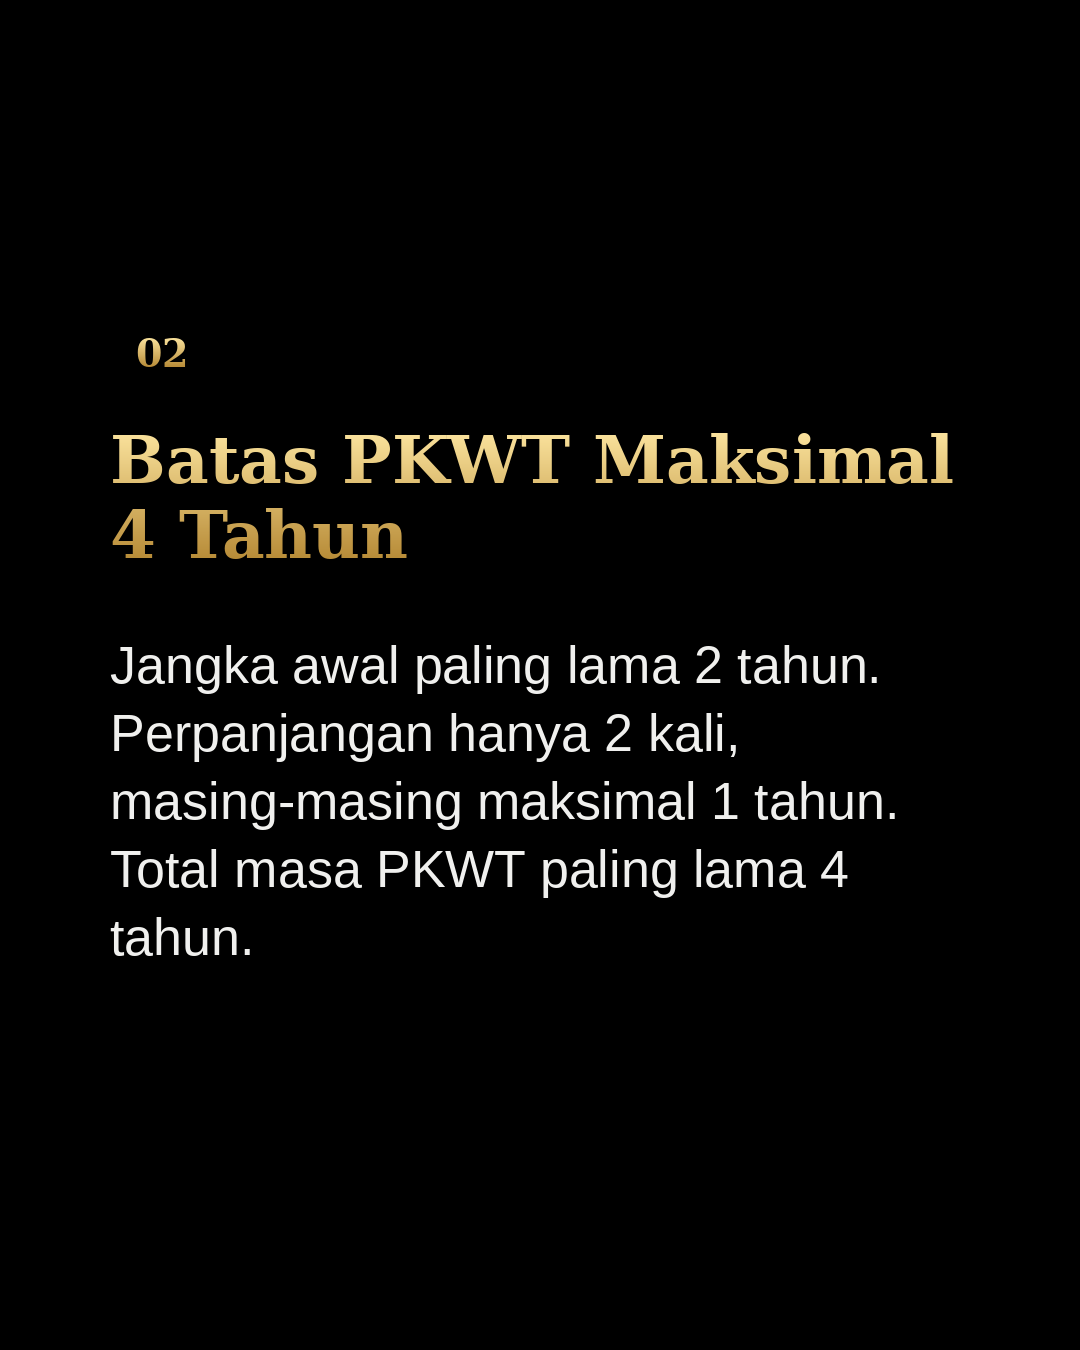 02
Batas PKWT Maksimal
4 Tahun
Jangka awal paling lama 2 tahun.
Perpanjangan hanya 2 kali,
masing-masing maksimal 1 tahun.
Total masa PKWT paling lama 4
tahun.